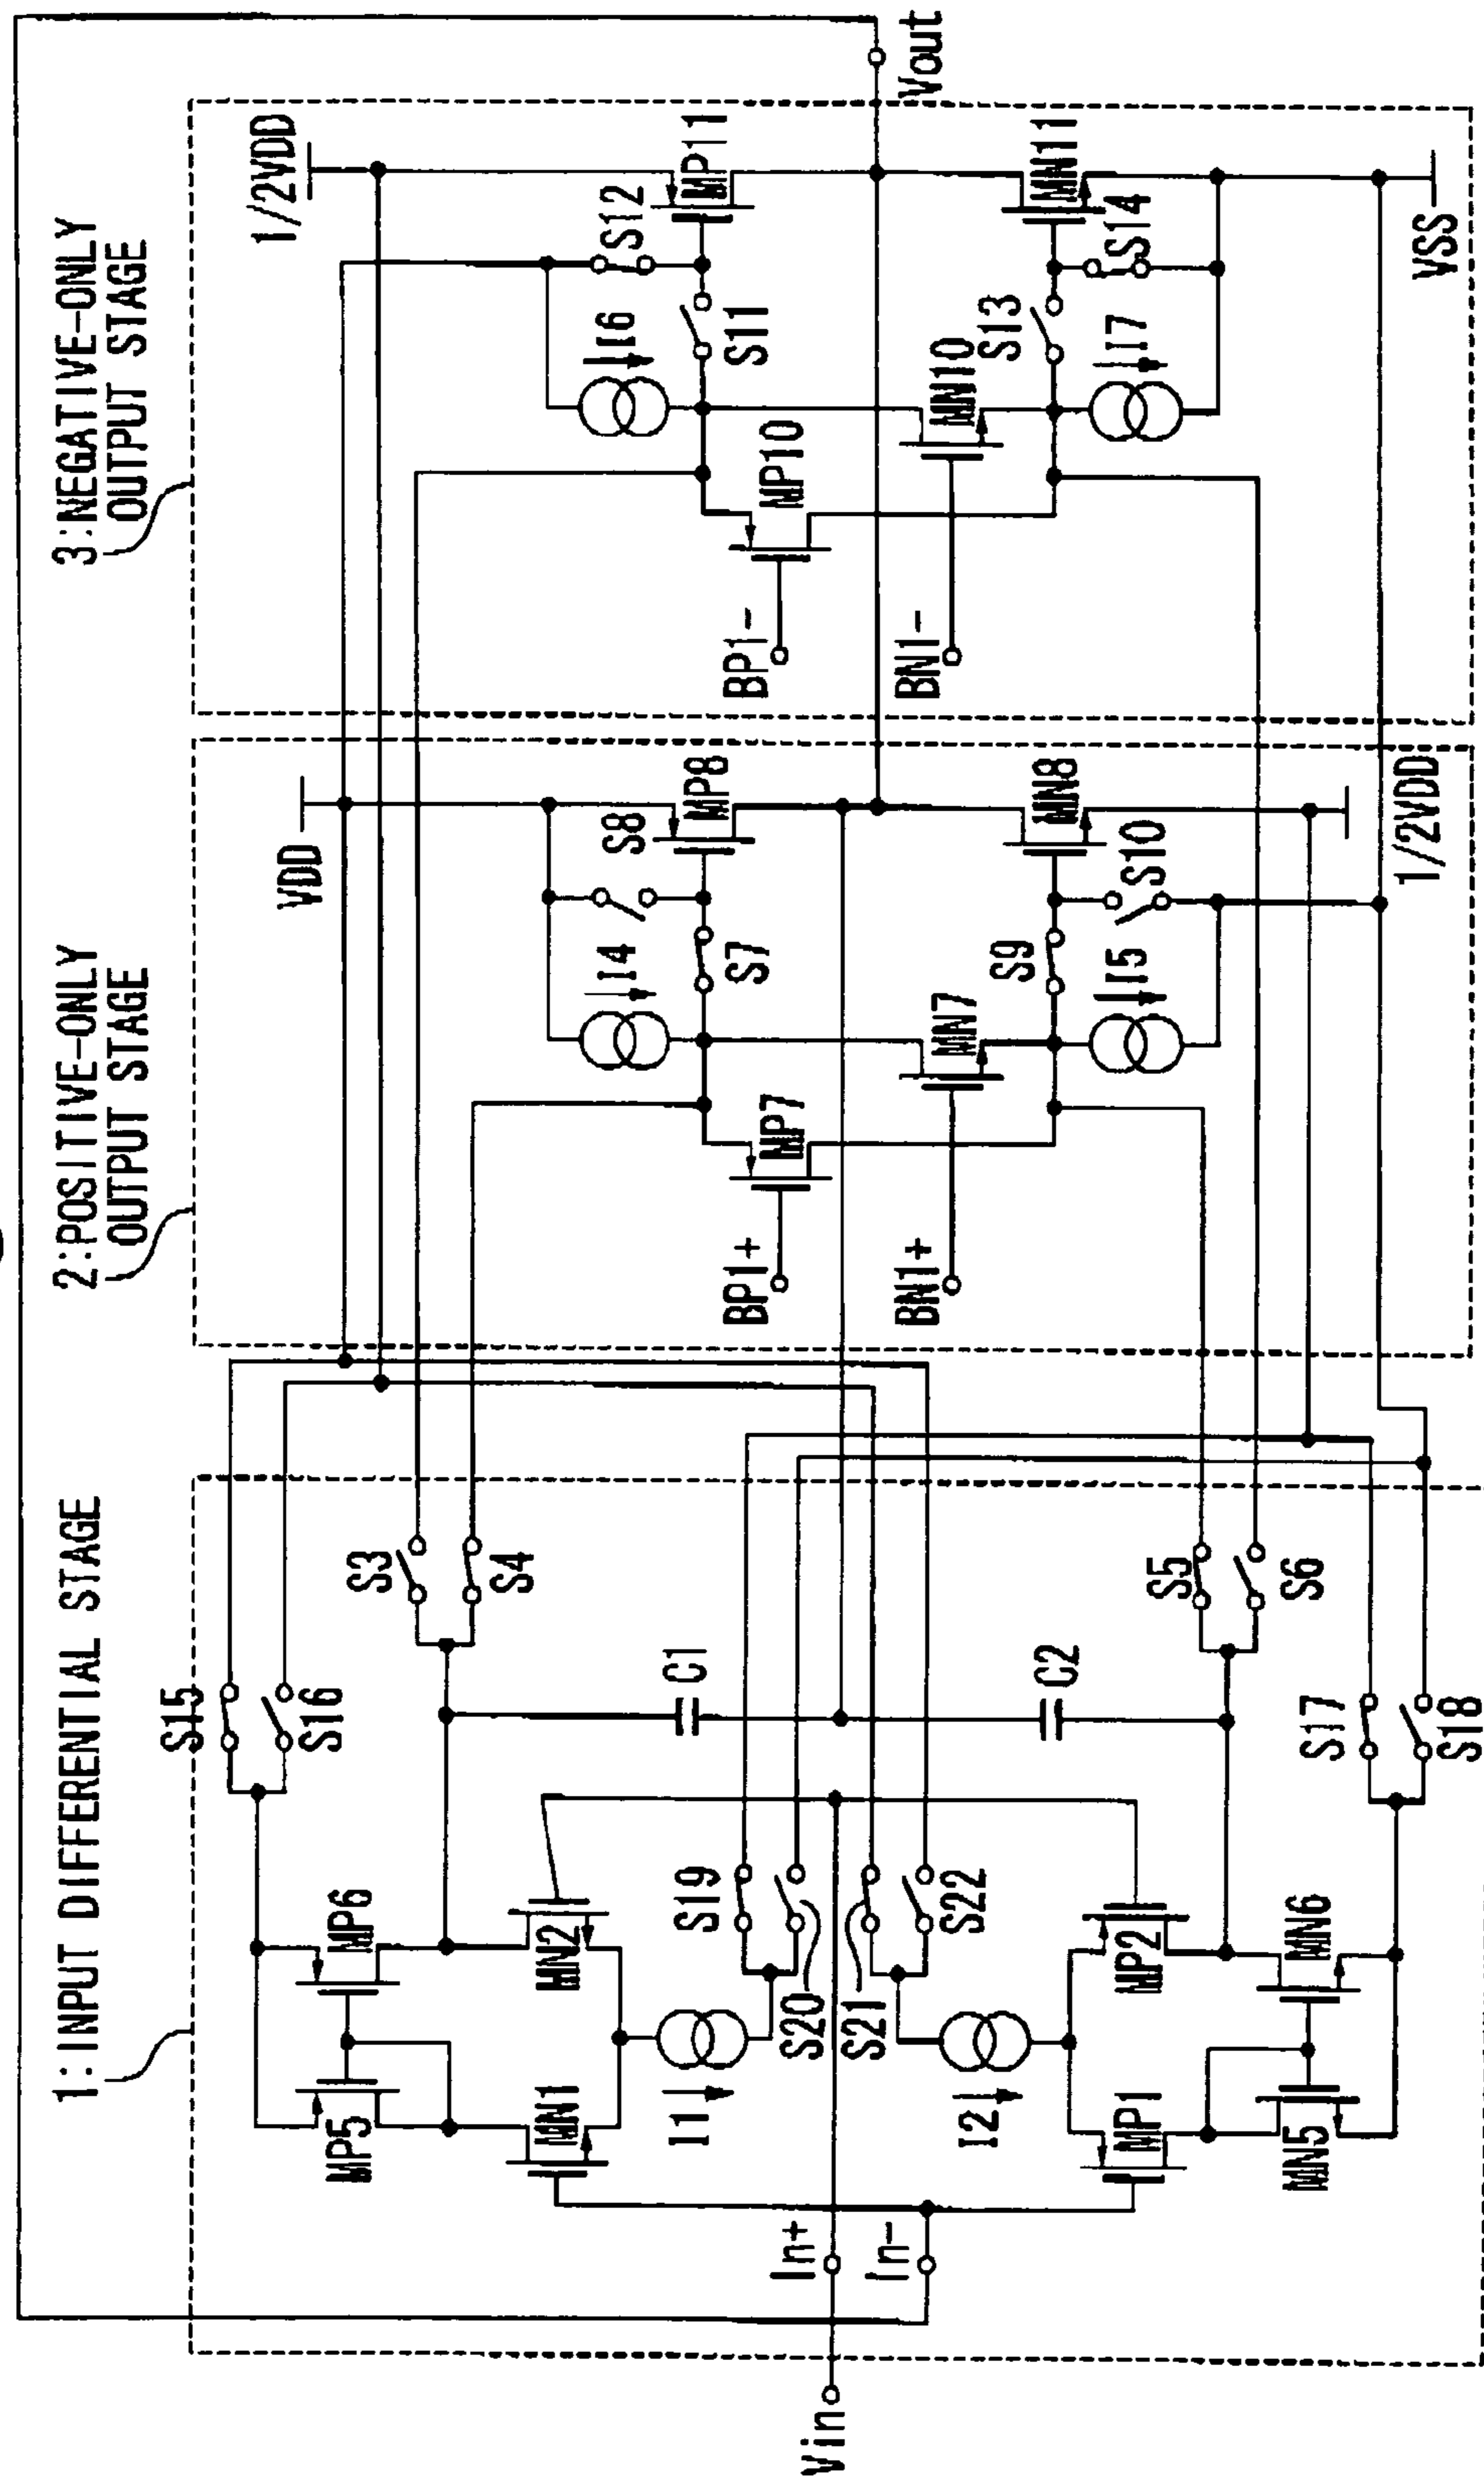 1:INPUT DIFFERENTIAL STAGE
2:POSITIVE-ONLY
OUTPUT STAGE
3:NEGATIVE-ONLY
OUTPUT STAGE
S15
S16
S3
S4
VDD
1/2VDD
MP5
MP6
MN1
MN2
I1
S19
S20
S21
S22
I2
MP1
MP2
MN5
MN6
C1
C2
S5
S6
S17
S18
Vin
In+
In-
BP1+
BN1+
MP7
MN7
I4
I5
S7
S8
S9
S10
MP8
MN8
1/2VDD
BP1-
BN1-
MP10
MN10
I6
I7
S11
S12
S13
S14
MP11
MN11
VSS
Vout